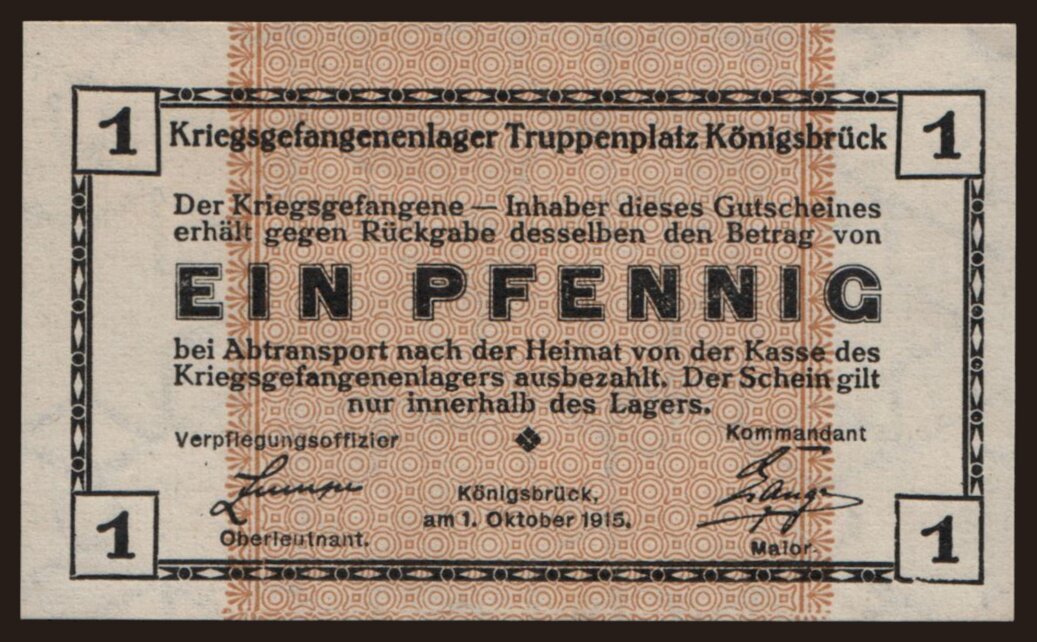 1 1
Kriegsgefangenenlager Truppenplatz Königsbrück
Der Kriegsgefangene — Inhaber dieses Gutscheines
erhält gegen Rückgabe desselben den Betrag von
EIN PFENNIG
bei Abtransport nach der Heimat von der Kasse des
Kriegsgefangenenlagers ausbezahlt. Der Schein gilt
nur innerhalb des Lagers.
Verpflegungsoffizier Kommandant
Königsbrück,
am 1. Oktober 1915.
Oberleutnant. Major.
1 1